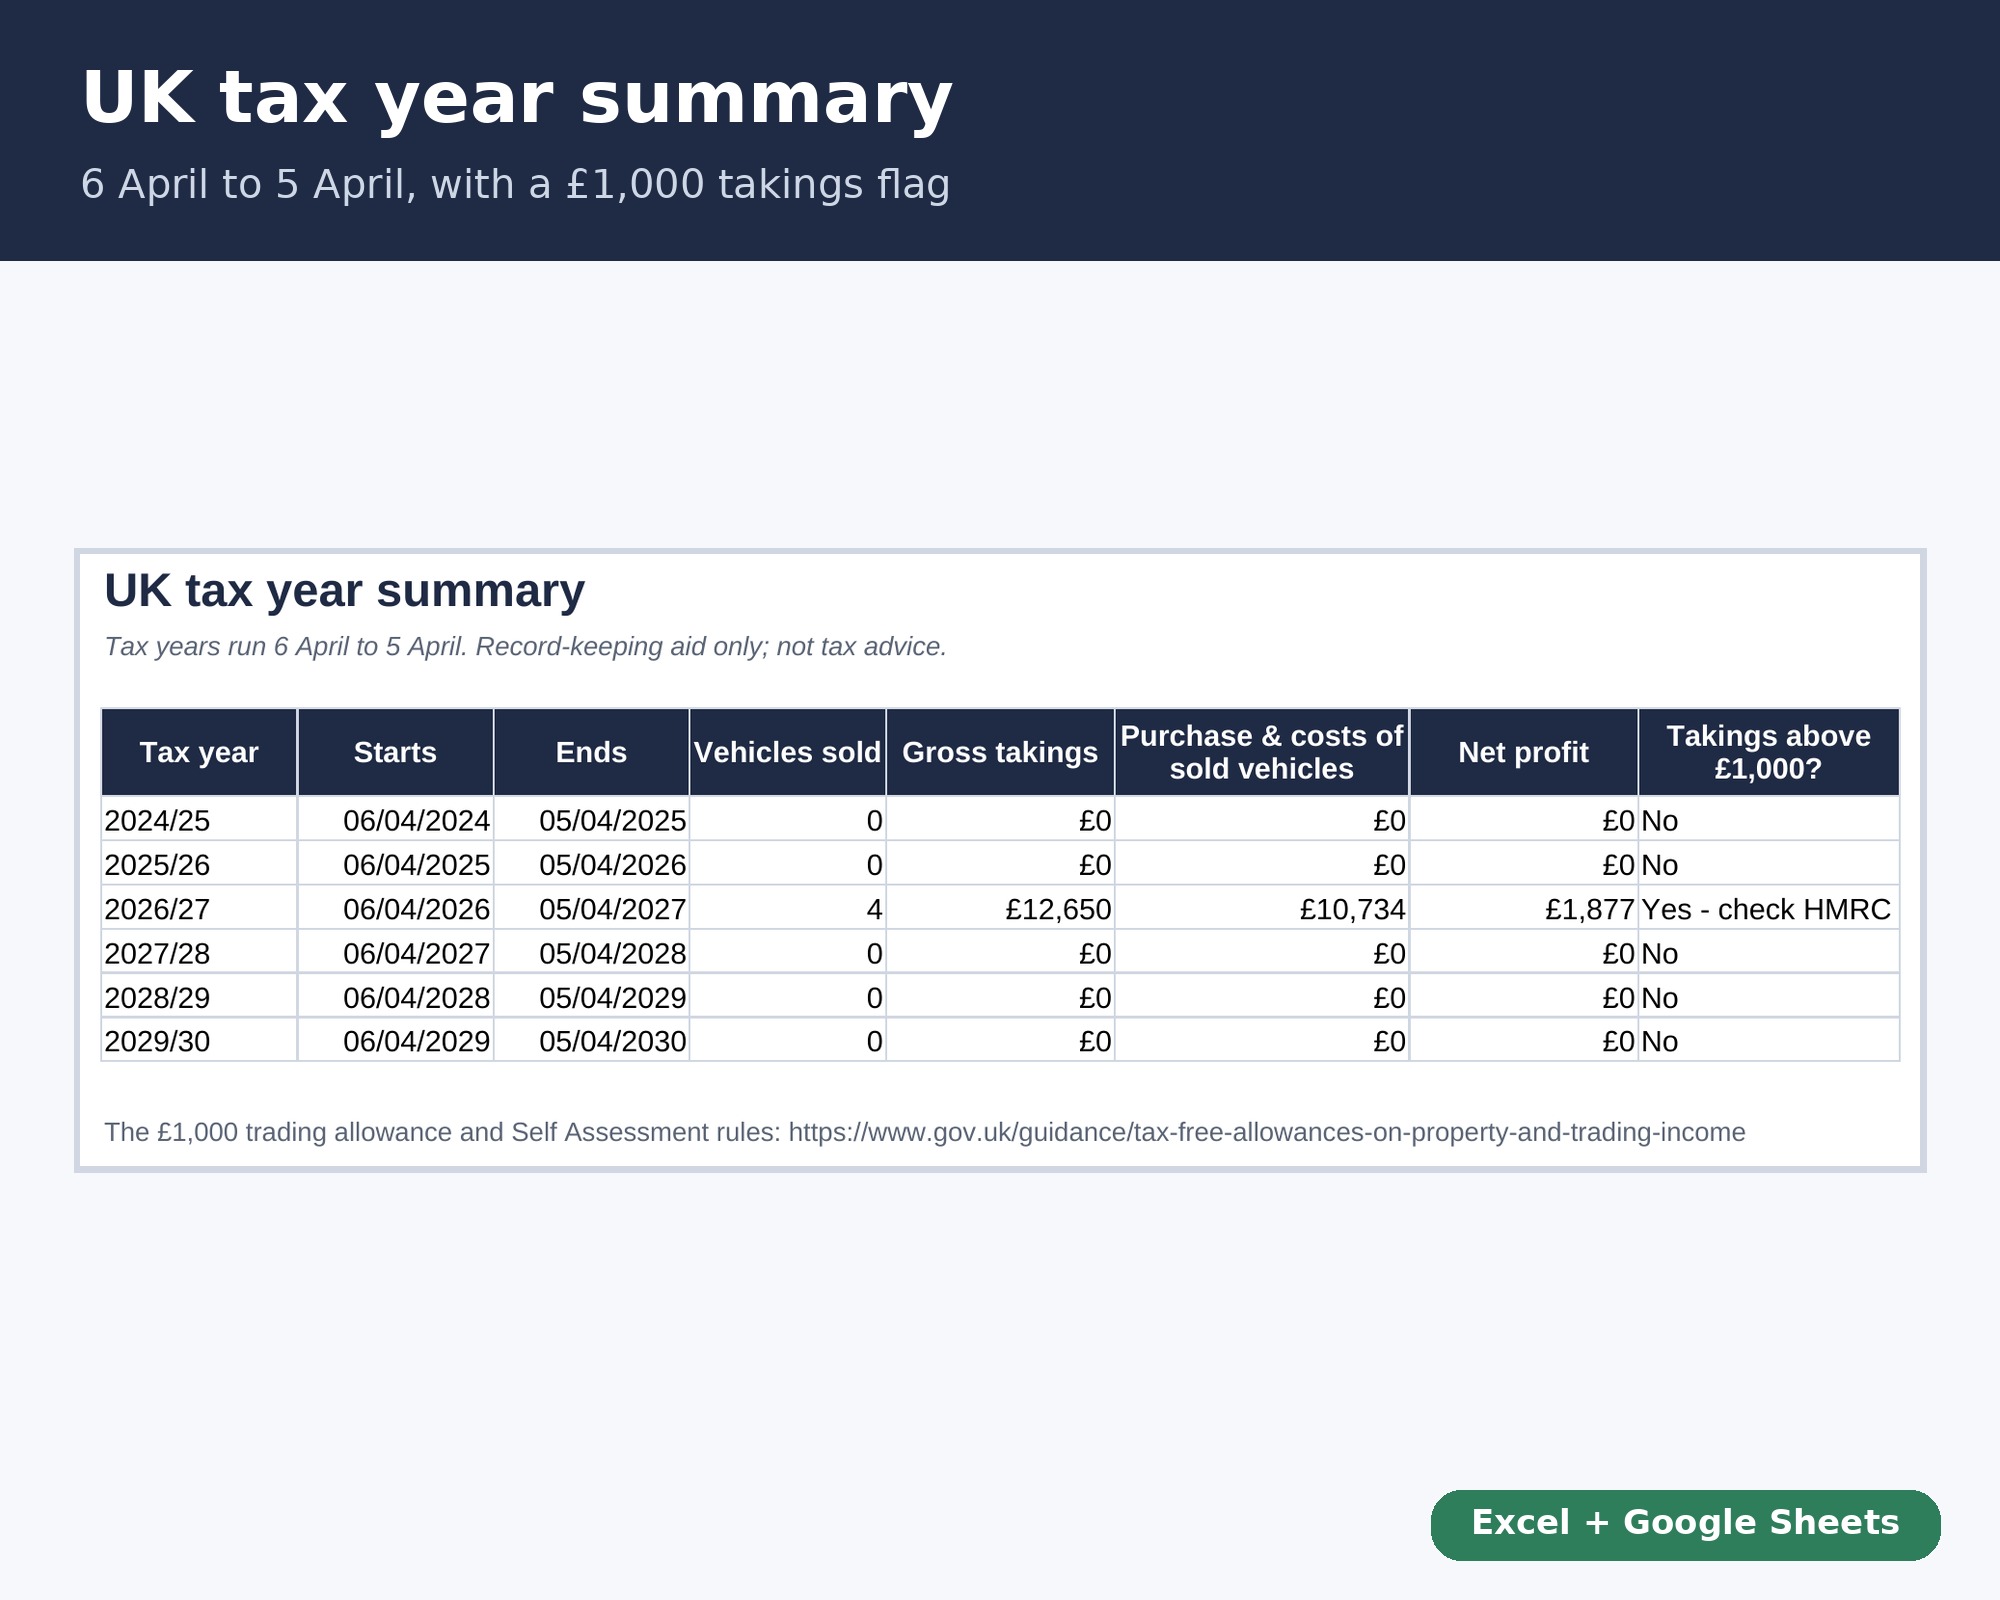 UK tax year summary
6 April to 5 April, with a £1,000 takings flag
UK tax year summary
Tax years run 6 April to 5 April. Record-keeping aid only; not tax advice.
Tax year Starts Ends Vehicles sold Gross takings Purchase & costs of sold vehicles Net profit Takings above £1,000?
2024/25 06/04/2024 05/04/2025 0 £0 £0 £0 No
2025/26 06/04/2025 05/04/2026 0 £0 £0 £0 No
2026/27 06/04/2026 05/04/2027 4 £12,650 £10,734 £1,877 Yes - check HMRC
2027/28 06/04/2027 05/04/2028 0 £0 £0 £0 No
2028/29 06/04/2028 05/04/2029 0 £0 £0 £0 No
2029/30 06/04/2029 05/04/2030 0 £0 £0 £0 No
The £1,000 trading allowance and Self Assessment rules: https://www.gov.uk/guidance/tax-free-allowances-on-property-and-trading-income
Excel + Google Sheets